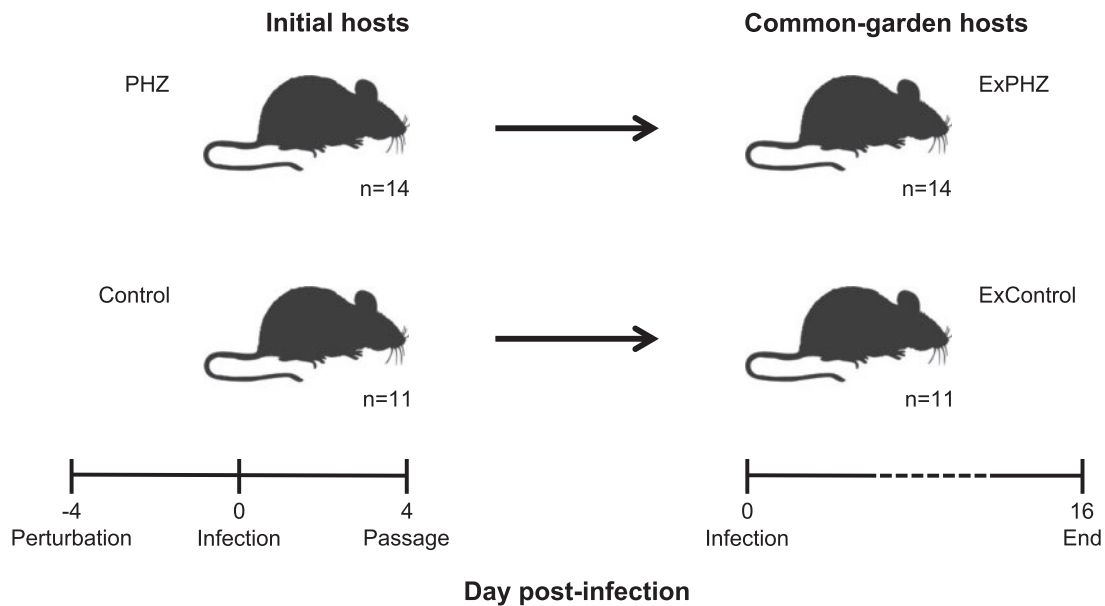 Initial hosts
Common-garden hosts
PHZ
ExPHZ
n=14
n=14
Control
ExControl
n=11
n=11
-4
0
4
0
16
Perturbation
Infection
Passage
Infection
End
Day post-infection